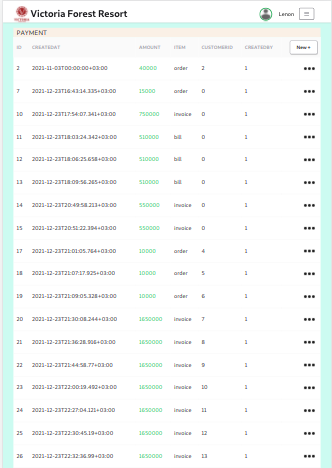 Victoria Forest Resort
Lenon
PAYMENT
ID CREATEDAT AMOUNT ITEM CUSTOMERID CREATEDBY New +
2 2021-11-03T00:00:00+03:00 40000 order 2 1
7 2021-12-23T16:43:14.335+03:00 15000 order 0 1
10 2021-12-23T17:54:07.341+03:00 750000 invoice 0 1
11 2021-12-23T18:03:24.342+03:00 510000 bill 0 1
12 2021-12-23T18:06:25.658+03:00 510000 bill 0 1
13 2021-12-23T18:09:56.265+03:00 510000 bill 0 1
14 2021-12-23T20:49:58.213+03:00 550000 invoice 0 1
15 2021-12-23T20:51:22.394+03:00 550000 invoice 0 1
17 2021-12-23T21:01:05.764+03:00 10000 order 4 1
18 2021-12-23T21:07:17.925+03:00 10000 order 5 1
19 2021-12-23T21:09:05.328+03:00 10000 order 6 1
20 2021-12-23T21:30:08.244+03:00 1650000 invoice 7 1
21 2021-12-23T21:36:28.916+03:00 1650000 invoice 8 1
22 2021-12-23T21:44:58.77+03:00 1650000 invoice 9 1
23 2021-12-23T22:00:19.492+03:00 1650000 invoice 10 1
24 2021-12-23T22:27:04.121+03:00 1650000 invoice 11 1
25 2021-12-23T22:30:45.19+03:00 1650000 invoice 12 1
26 2021-12-23T22:32:36.99+03:00 1650000 invoice 13 1